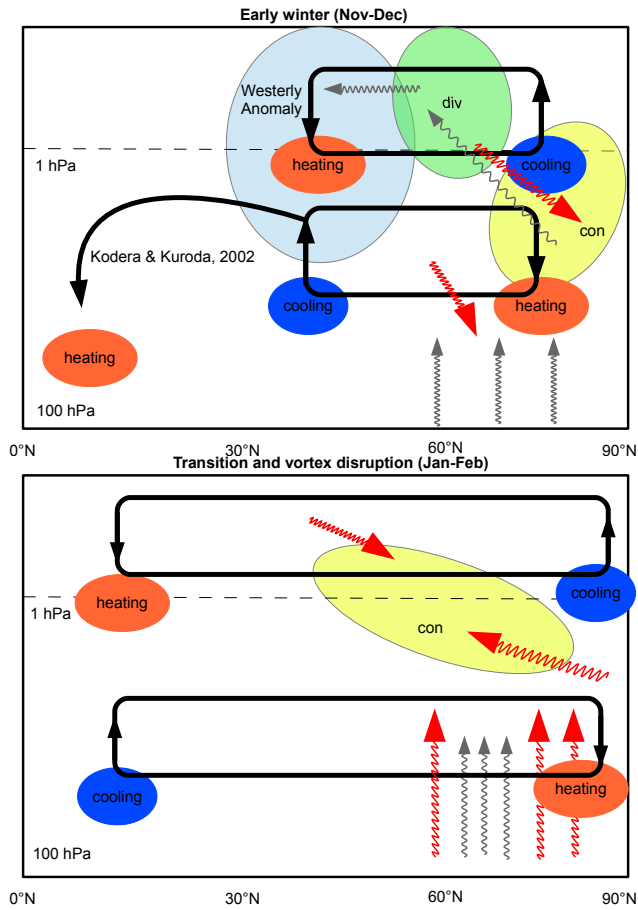 Early winter (Nov-Dec)
Westerly
Anomaly
div
heating
cooling
1 hPa
con
Kodera & Kuroda, 2002
cooling
heating
heating
100 hPa
0°N 30°N 60°N 90°N
Transition and vortex disruption (Jan-Feb)
heating
cooling
1 hPa
con
cooling
heating
100 hPa
0°N 30°N 60°N 90°N